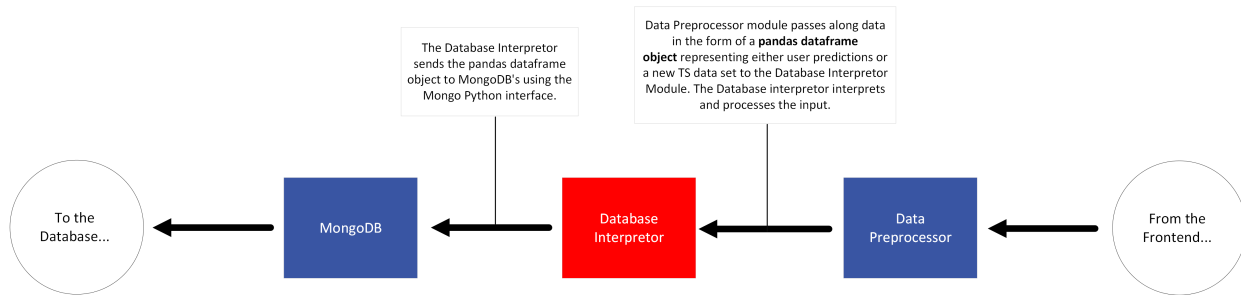 Data Preprocessor module passes along data
in the form of a pandas dataframe
object representing either user predictions or
a new TS data set to the Database Interpretor
Module. The Database interpretor interprets
and processes the input.
The Database Interpretor
sends the pandas dataframe
object to MongoDB's using the
Mongo Python interface.
To the
Database...
MongoDB
Database
Interpretor
Data
Preprocessor
From the
Frontend...